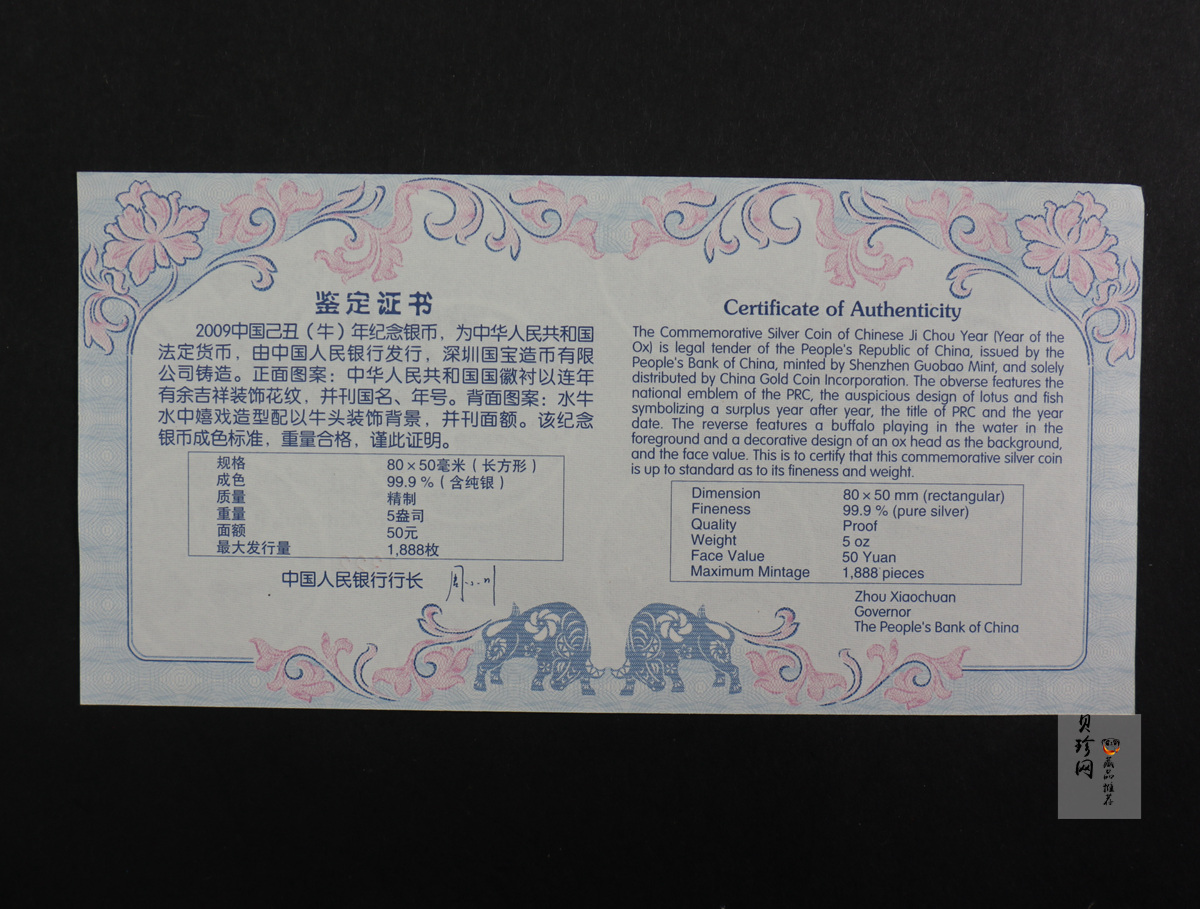 鉴定证书
2009中国己丑（牛）年纪念银币，为中华人民共和国
法定货币，由中国人民银行发行，深圳国宝造币有限
公司铸造。正面图案：中华人民共和国国徽衬以连年
有余吉祥装饰花纹，并刊国名、年号。背面图案：水牛
水中嬉戏造型配以牛头装饰背景，并刊面额。该纪念
银币成色标准，重量合格，谨此证明。
规格 80×50毫米（长方形）
成色 99.9 %（含纯银）
质量 精制
重量 5盎司
面额 50元
最大发行量 1,888枚
中国人民银行行长
Certificate of Authenticity
The Commemorative Silver Coin of Chinese Ji Chou Year (Year of the
Ox) is legal tender of the People's Republic of China, issued by the
People's Bank of China, minted by Shenzhen Guobao Mint, and solely
distributed by China Gold Coin Incorporation. The obverse features the
national emblem of the PRC, the auspicious design of lotus and fish
symbolizing a surplus year after year, the title of PRC and the year
date. The reverse features a buffalo playing in the water in the
foreground and a decorative design of an ox head as the background,
and the face value. This is to certify that this commemorative silver coin
is up to standard as to its fineness and weight.
Dimension 80×50 mm (rectangular)
Fineness 99.9 % (pure silver)
Quality Proof
Weight 5 oz
Face Value 50 Yuan
Maximum Mintage 1,888 pieces
Zhou Xiaochuan
Governor
The People's Bank of China
贝珍网
藏品推荐